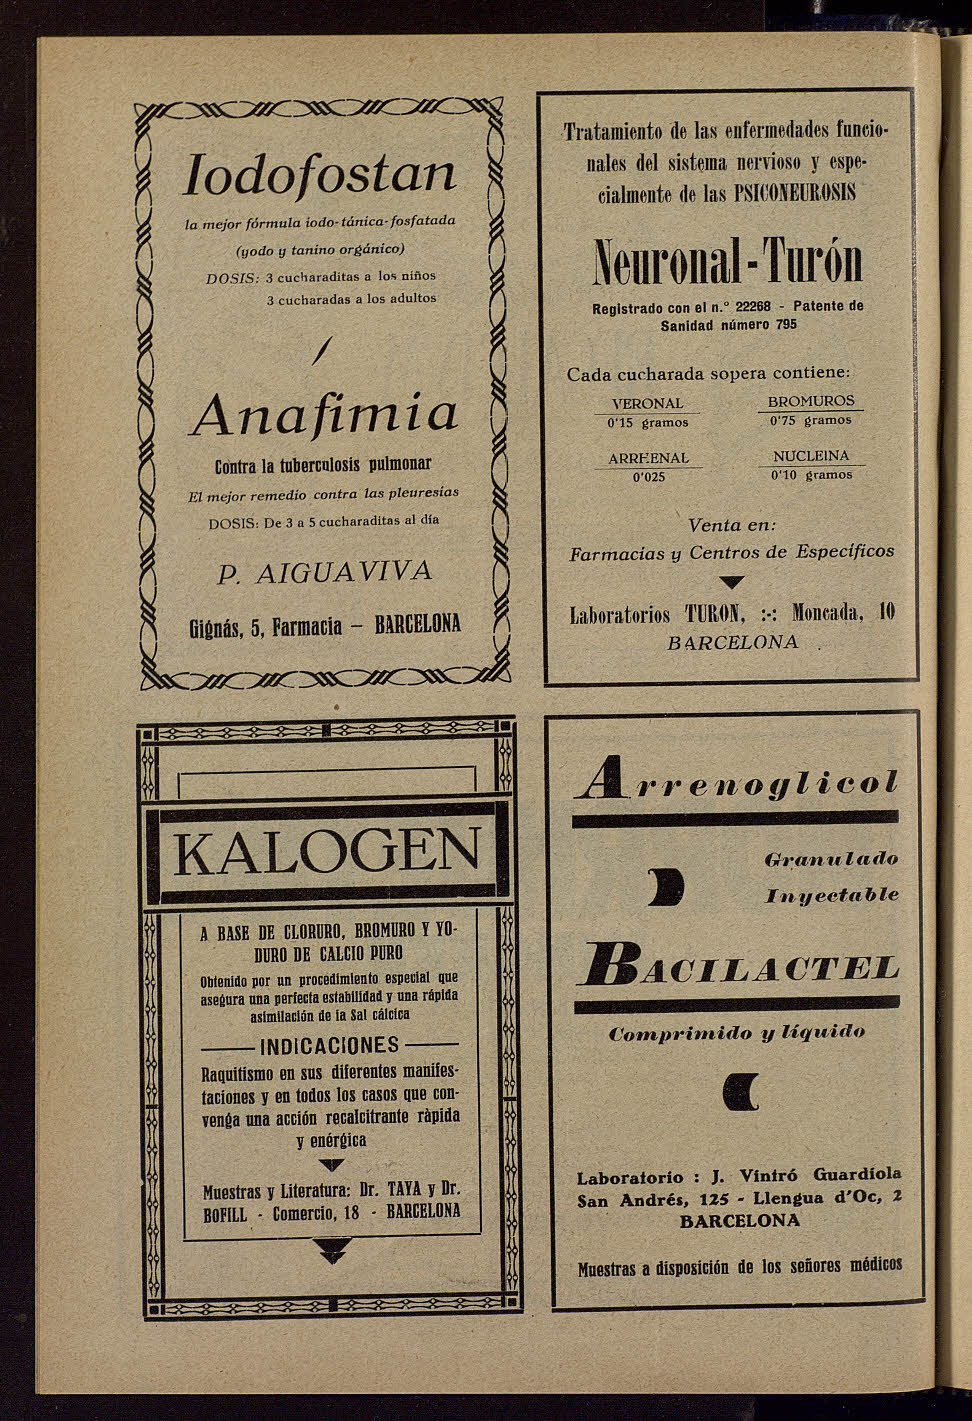 Iodofostan
la mejor fórmula iodo-tánica-fosfatada
(yodo y tanino orgánico)
DOSIS: 3 cucharaditas a los niños
3 cucharadas a los adultos
Anafimia
Contra la tuberculosis pulmonar
El mejor remedio contra las pleuresías
DOSIS: De 3 a 5 cucharaditas al día
P. AIGUAVIVA
Gignás, 5, Farmacia – BARCELONA
Tratamiento de las enfermedades funcio-
nales del sistema nervioso y espe-
cialmente de las PSICONEUROSIS
Neuronal-Turón
Registrado con el n.º 22268 - Patente de
Sanidad número 795
Cada cucharada sopera contiene:
VERONAL BROMUROS
0'15 gramos 0'75 gramos
ARRHENAL NUCLEINA
0'025 0'10 gramos
Venta en:
Farmacias y Centros de Específicos
Laboratorios TURON, :-: Moncada, 10
BARCELONA
KALOGEN
A BASE DE CLORURO, BROMURO Y YO-
DURO DE CALCIO PURO
Obtenido por un procedimiento especial que
asegura una perfecta estabilidad y una rápida
asimilación de la Sal cálcica
INDICACIONES
Raquitismo en sus diferentes manifes-
taciones y en todos los casos que con-
venga una acción recalcitrante ràpida
y enérgica
Muestras y Literatura: Dr. TAYA y Dr.
BOFILL - Comercio, 18 - BARCELONA
Arrenoglicol
Granulado
Inyectable
BACILACTEL
Comprimido y líquido
Laboratorio : J. Vintró Guardiola
San Andrés, 125 - Llengua d'Oc, 2
BARCELONA
Muestras a disposición de los señores médicos